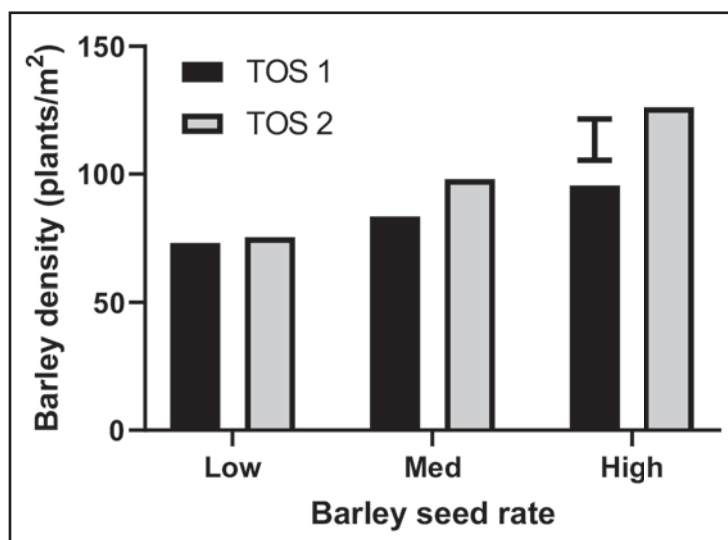 150
TOS 1
TOS 2
100
50
0
Barley density (plants/m²)
Low Med High
Barley seed rate